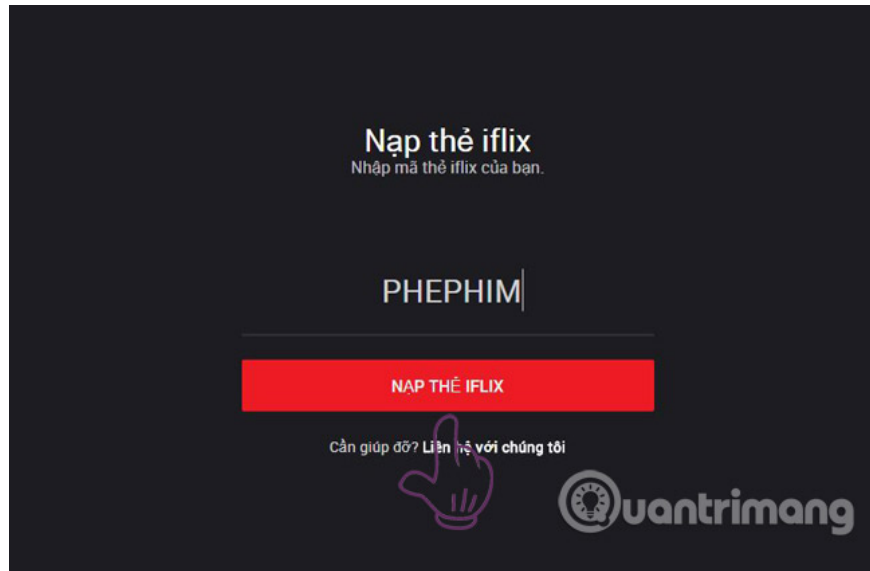 Nạp thẻ iflix
Nhập mã thẻ iflix của bạn.
PHEPHIM
NẠP THẺ IFLIX
Cần giúp đỡ? Liên hệ với chúng tôi
Quantrimang